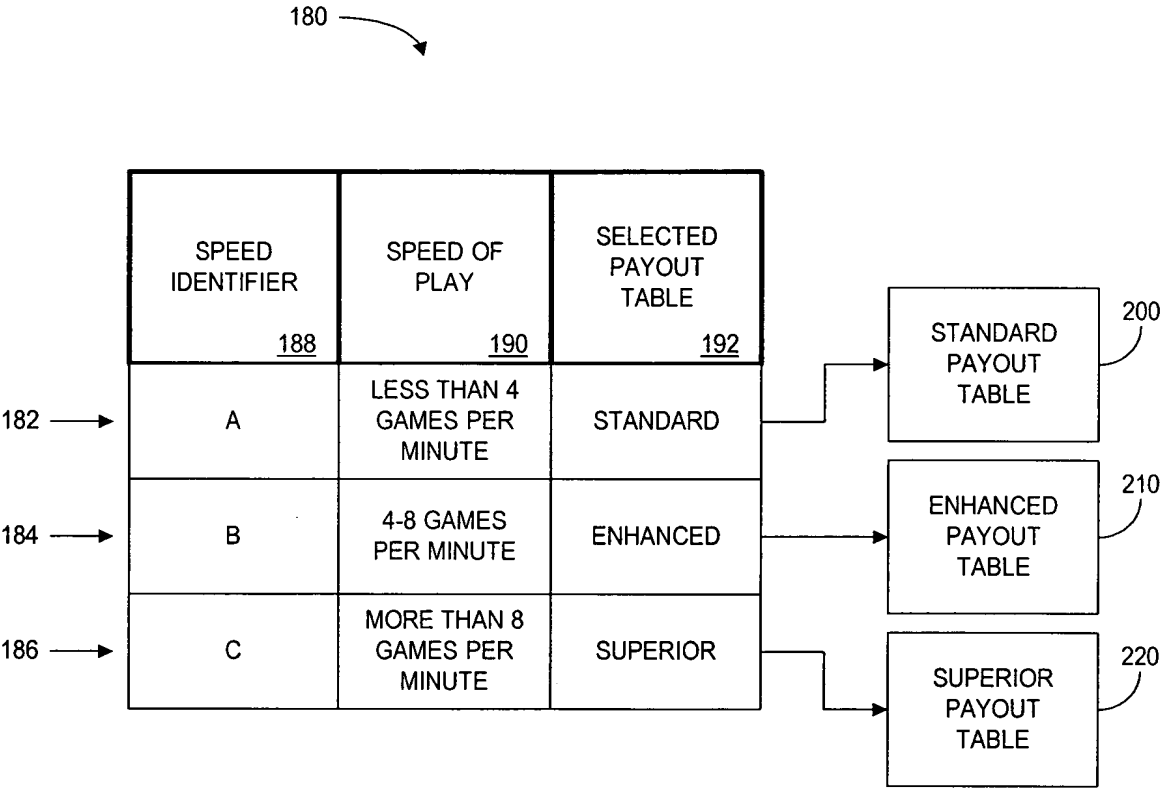 180
SPEED
IDENTIFIER
188
SPEED OF
PLAY
190
SELECTED
PAYOUT
TABLE
192
182
A
LESS THAN 4
GAMES PER
MINUTE
STANDARD
STANDARD
PAYOUT
TABLE
200
184
B
4-8 GAMES
PER MINUTE
ENHANCED
ENHANCED
PAYOUT
TABLE
210
186
C
MORE THAN 8
GAMES PER
MINUTE
SUPERIOR
SUPERIOR
PAYOUT
TABLE
220